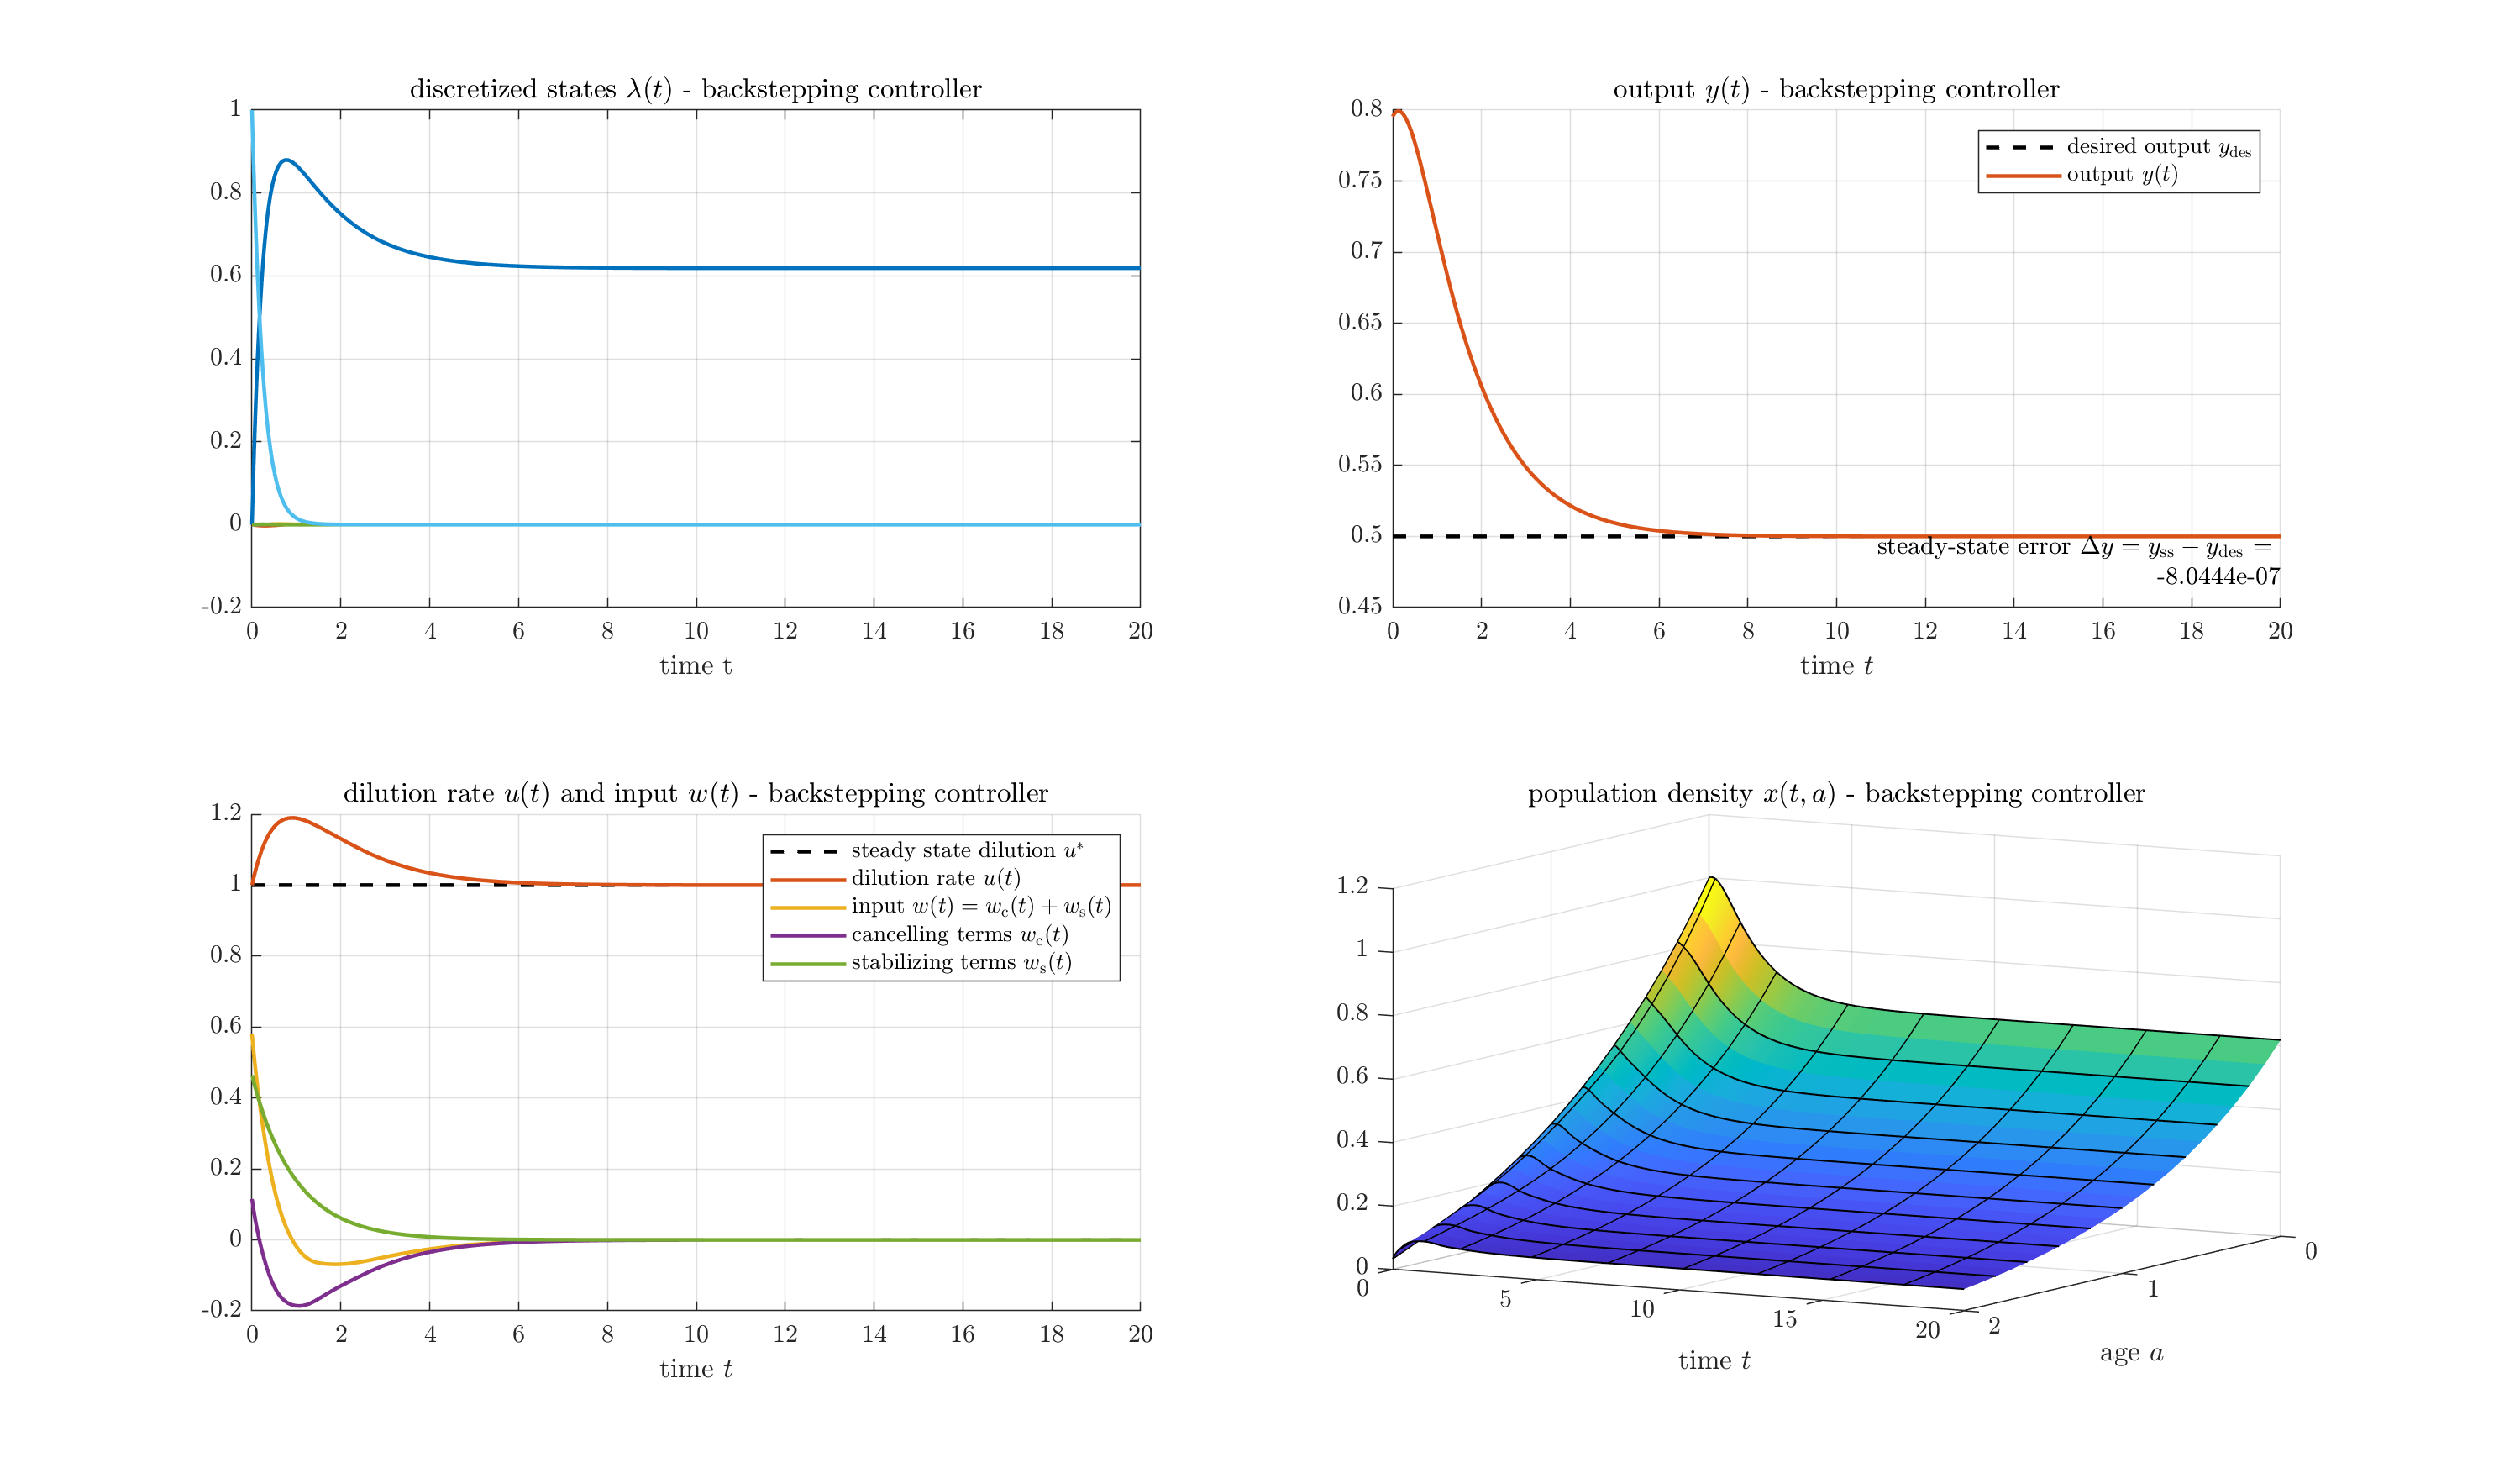 discretized states λ(t) - backstepping controller
1
0.8
0.6
0.4
0.2
0
-0.2
0 2 4 6 8 10 12 14 16 18 20
time t
output y(t) - backstepping controller
0.8
0.75
0.7
0.65
0.6
0.55
0.5
0.45
desired output y_des
output y(t)
steady-state error Δy = y_ss − y_des =
-8.0444e-07
0 2 4 6 8 10 12 14 16 18 20
time t
dilution rate u(t) and input w(t) - backstepping controller
1.2
1
0.8
0.6
0.4
0.2
0
-0.2
steady state dilution u*
dilution rate u(t)
input w(t) = w_c(t) + w_s(t)
cancelling terms w_c(t)
stabilizing terms w_s(t)
0 2 4 6 8 10 12 14 16 18 20
time t
population density x(t, a) - backstepping controller
1.2
1
0.8
0.6
0.4
0.2
0
0 5 10 15 20
time t
2 1 0
age a